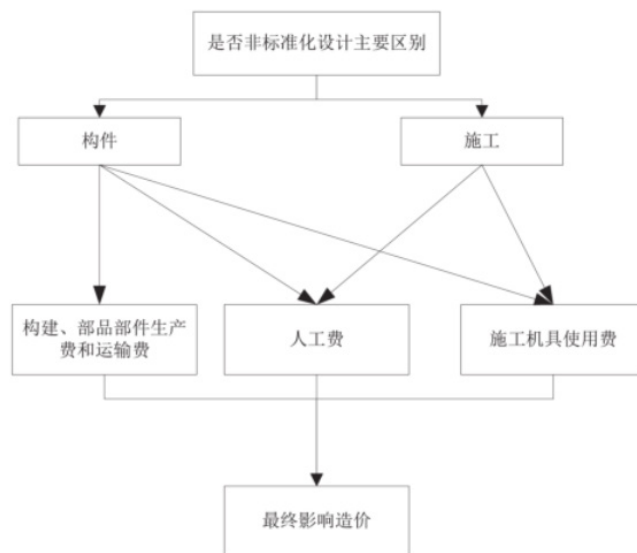 是否非标准化设计主要区别
构件
施工
构建、部品部件生产
费和运输费
人工费
施工机具使用费
最终影响造价